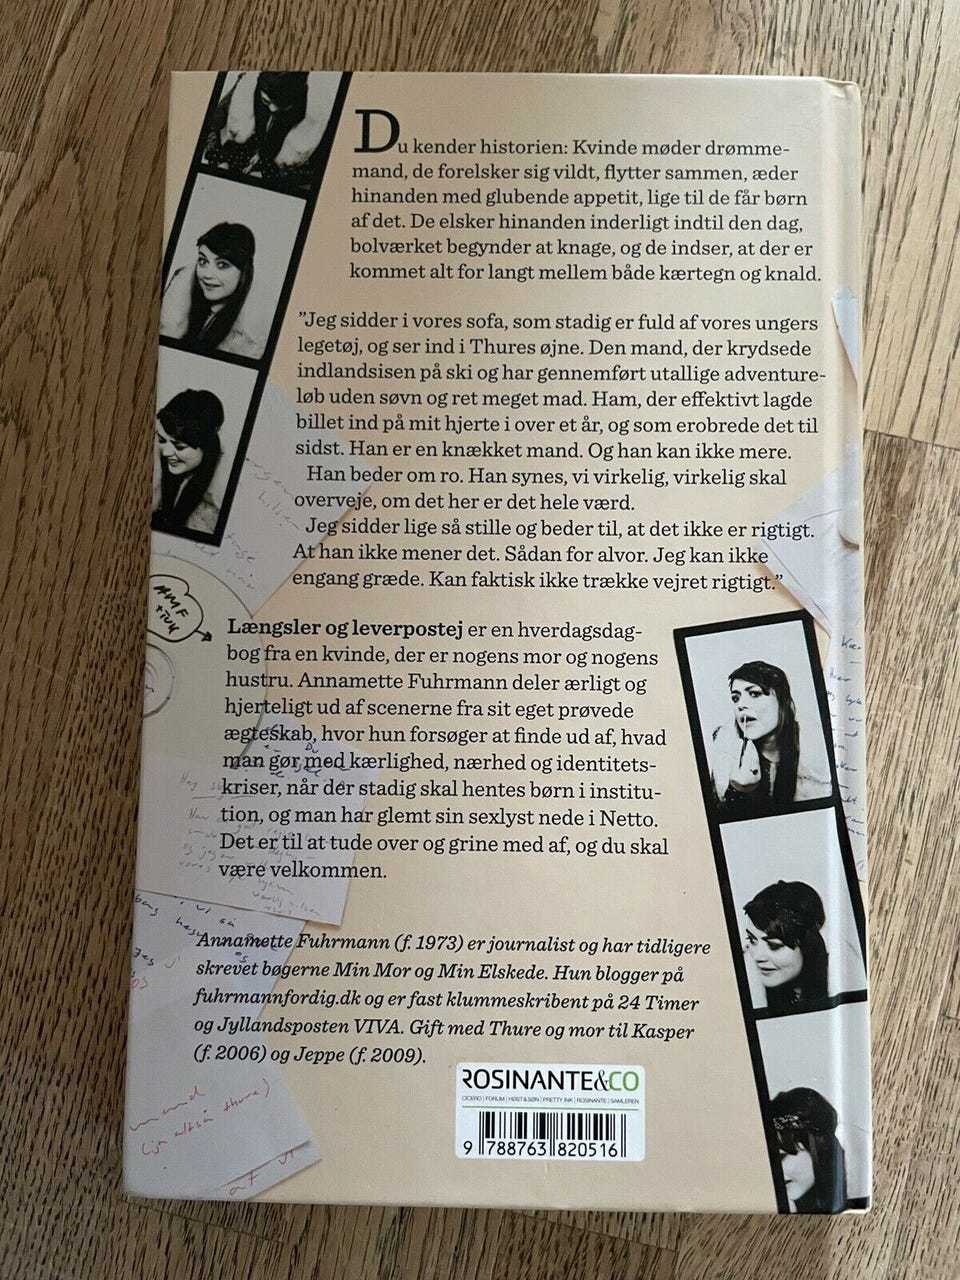 Du kender historien: Kvinde møder drømme-
mand, de forelsker sig vildt, flytter sammen, æder
hinanden med glubende appetit, lige til de får børn
af det. De elsker hinanden inderligt indtil den dag,
bolværket begynder at knage, og de indser, at der er
kommet alt for langt mellem både kærtegn og knald.
”Jeg sidder i vores sofa, som stadig er fuld af vores ungers
legetøj, og ser ind i Thures øjne. Den mand, der krydsede
indlandsisen på ski og har gennemført utallige adventure-
løb uden søvn og ret meget mad. Ham, der effektivt lagde
billet ind på mit hjerte i over et år, og som erobrede det til
sidst. Han er en knækket mand. Og han kan ikke mere.
Han beder om ro. Han synes, vi virkelig, virkelig skal
overveje, om det her er det hele værd.
Jeg sidder lige så stille og beder til, at det ikke er rigtigt.
At han ikke mener det. Sådan for alvor. Jeg kan ikke
engang græde. Kan faktisk ikke trække vejret rigtigt.”
Længsler og leverpostej er en hverdagsdag-
bog fra en kvinde, der er nogens mor og nogens
hustru. Annamette Fuhrmann deler ærligt og
hjerteligt ud af scenerne fra sit eget prøvede
ægteskab, hvor hun forsøger at finde ud af, hvad
man gør med kærlighed, nærhed og identitets-
kriser, når der stadig skal hentes børn i institu-
tion, og man har glemt sin sexlyst nede i Netto.
Det er til at tude over og grine med af, og du skal
være velkommen.
Annamette Fuhrmann (f. 1973) er journalist og har tidligere
skrevet bøgerne Min Mor og Min Elskede. Hun blogger på
fuhrmannfordig.dk og er fast klummeskribent på 24 Timer
og Jyllandsposten VIVA. Gift med Thure og mor til Kasper
(f. 2006) og Jeppe (f. 2009).
ROSINANTE&CO
CICERO | FORUM | HØST & SØN | PRETTY INK | ROSINANTE | SAMLEREN
9 788763 820516
mand
(ja altså thure)
at vi